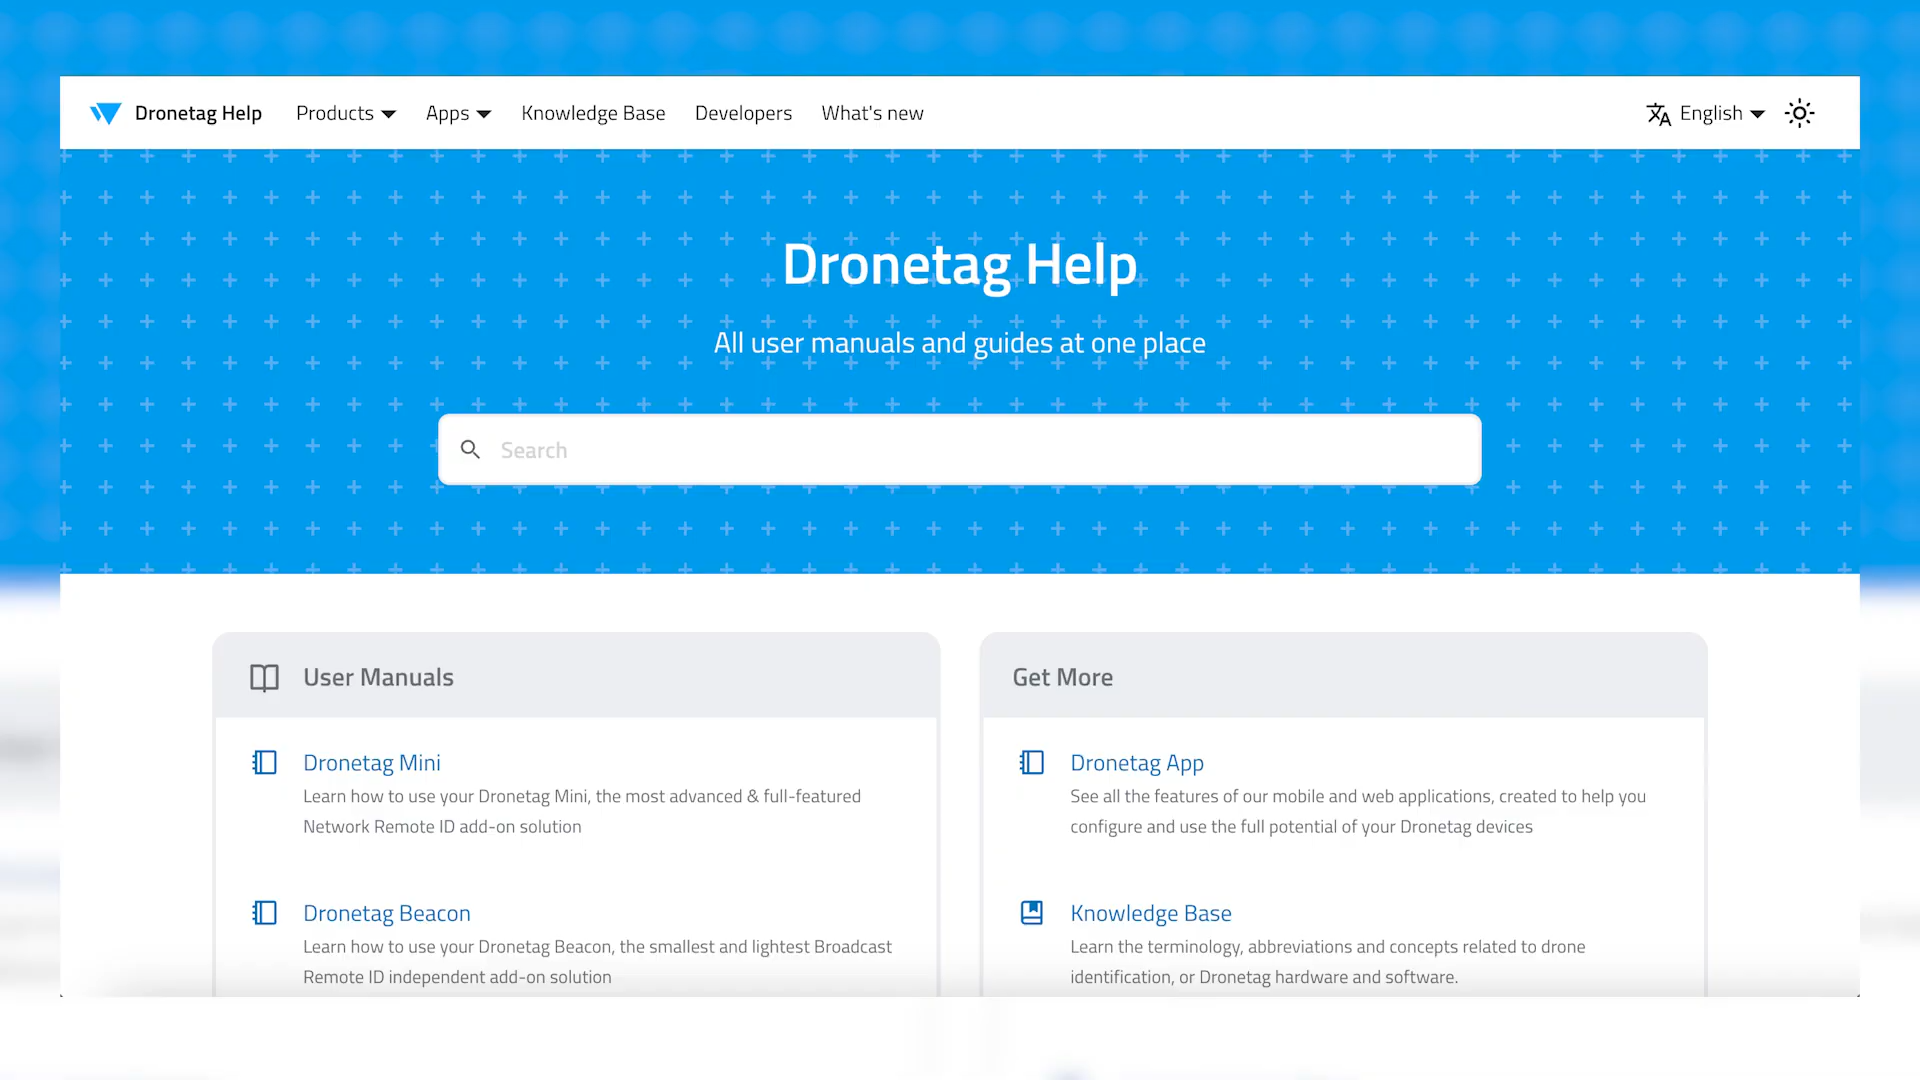 Dronetag Help Products Apps Knowledge Base Developers What's new English
Dronetag Help
All user manuals and guides at one place
Search
User Manuals
Dronetag Mini
Learn how to use your Dronetag Mini, the most advanced & full-featured
Network Remote ID add-on solution
Dronetag Beacon
Learn how to use your Dronetag Beacon, the smallest and lightest Broadcast
Remote ID independent add-on solution
Get More
Dronetag App
See all the features of our mobile and web applications, created to help you
configure and use the full potential of your Dronetag devices
Knowledge Base
Learn the terminology, abbreviations and concepts related to drone
identification, or Dronetag hardware and software.